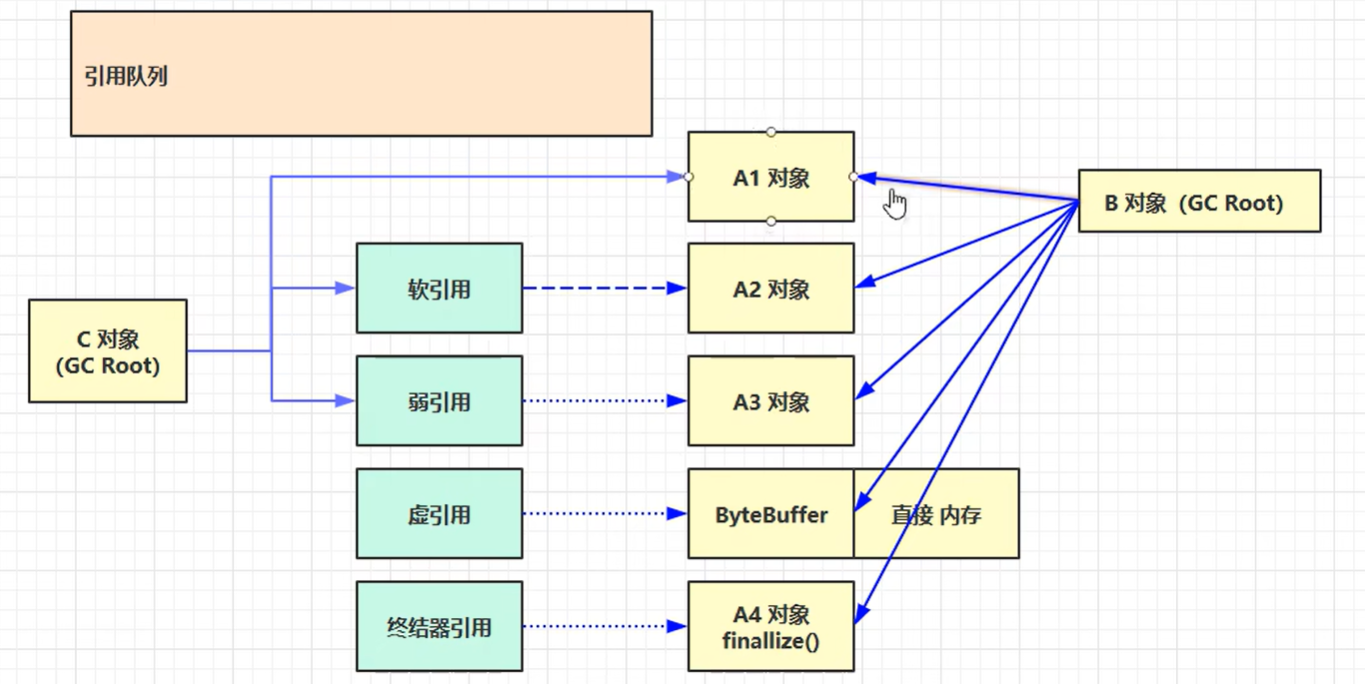 引用队列
A1 对象
B 对象 (GC Root)
软引用
A2 对象
C 对象
(GC Root)
弱引用
A3 对象
虚引用
ByteBuffer
直接 内存
终结器引用
A4 对象
finallize()